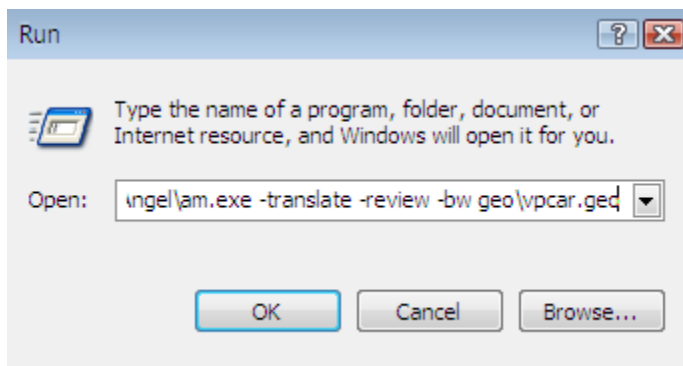 Run
Type the name of a program, folder, document, or
Internet resource, and Windows will open it for you.
Open:
\am.exe -translate -review -bw geo\vpcar.geo
OK
Cancel
Browse...